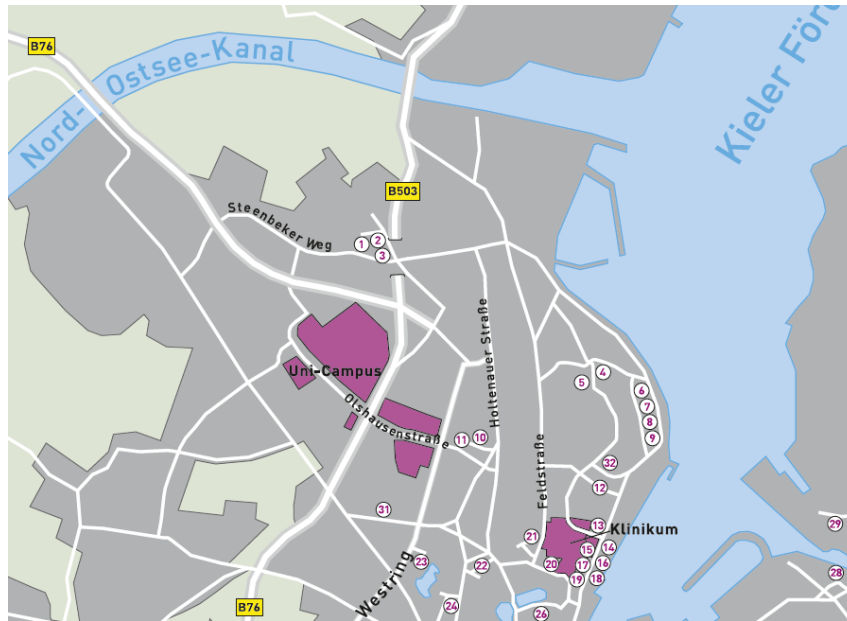 B76
Nord-Ostsee-Kanal
Kieler Förd
B503
Steenbeker Weg
1
2
3
Holtenauer Straße
Uni-Campus
4
5
6
7
8
9
Olshausenstraße
11
10
Feldstraße
32
12
31
13
Klinikum
29
21
14
15
16
17
20
23
22
18
19
28
Westring
24
26
B76